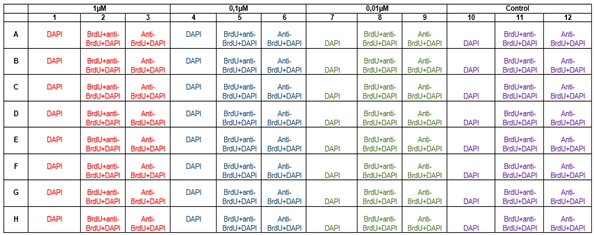 1µM 0,1µM 0,01µM Control
1 2 3 4 5 6 7 8 9 10 11 12
A DAPI BrdU+anti- Anti- DAPI BrdU+anti- Anti- BrdU+anti- Anti- BrdU+anti- Anti-
BrdU+DAPI BrdU+DAPI BrdU+DAPI BrdU+DAPI DAPI BrdU+DAPI BrdU+DAPI DAPI BrdU+DAPI BrdU+DAPI
B DAPI BrdU+anti- Anti- DAPI BrdU+anti- Anti- BrdU+anti- Anti- BrdU+anti- Anti-
BrdU+DAPI BrdU+DAPI BrdU+DAPI BrdU+DAPI DAPI BrdU+DAPI BrdU+DAPI DAPI BrdU+DAPI BrdU+DAPI
C DAPI BrdU+anti- Anti- DAPI BrdU+anti- Anti- BrdU+anti- Anti- BrdU+anti- Anti-
BrdU+DAPI BrdU+DAPI BrdU+DAPI BrdU+DAPI DAPI BrdU+DAPI BrdU+DAPI DAPI BrdU+DAPI BrdU+DAPI
D DAPI BrdU+anti- Anti- DAPI BrdU+anti- Anti- BrdU+anti- Anti- BrdU+anti- Anti-
BrdU+DAPI BrdU+DAPI BrdU+DAPI BrdU+DAPI DAPI BrdU+DAPI BrdU+DAPI DAPI BrdU+DAPI BrdU+DAPI
E DAPI BrdU+anti- Anti- DAPI BrdU+anti- Anti- BrdU+anti- Anti- BrdU+anti- Anti-
BrdU+DAPI BrdU+DAPI BrdU+DAPI BrdU+DAPI DAPI BrdU+DAPI BrdU+DAPI DAPI BrdU+DAPI BrdU+DAPI
F DAPI BrdU+anti- Anti- DAPI BrdU+anti- Anti- BrdU+anti- Anti- BrdU+anti- Anti-
BrdU+DAPI BrdU+DAPI BrdU+DAPI BrdU+DAPI DAPI BrdU+DAPI BrdU+DAPI DAPI BrdU+DAPI BrdU+DAPI
G DAPI BrdU+anti- Anti- DAPI BrdU+anti- Anti- BrdU+anti- Anti- BrdU+anti- Anti-
BrdU+DAPI BrdU+DAPI BrdU+DAPI BrdU+DAPI DAPI BrdU+DAPI BrdU+DAPI DAPI BrdU+DAPI BrdU+DAPI
H DAPI BrdU+anti- Anti- DAPI BrdU+anti- Anti- BrdU+anti- Anti- BrdU+anti- Anti-
BrdU+DAPI BrdU+DAPI BrdU+DAPI BrdU+DAPI DAPI BrdU+DAPI BrdU+DAPI DAPI BrdU+DAPI BrdU+DAPI